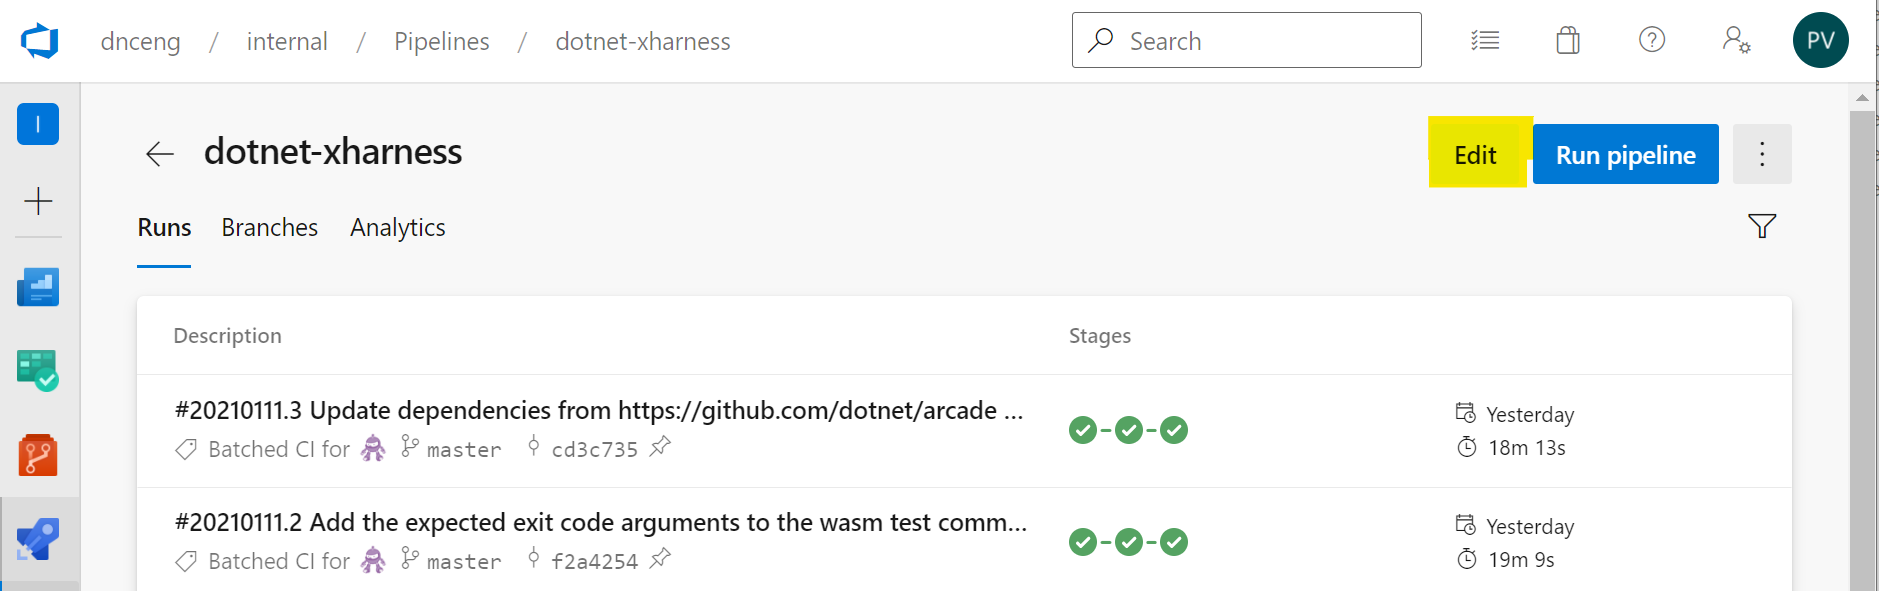 dnceng / internal / Pipelines / dotnet-xharness
Search
PV
I
dotnet-xharness
Edit
Run pipeline
Runs Branches Analytics
Description Stages
#20210111.3 Update dependencies from https://github.com/dotnet/arcade ...
Yesterday
Batched CI for master cd3c735
18m 13s
#20210111.2 Add the expected exit code arguments to the wasm test comm...
Yesterday
Batched CI for master f2a4254
19m 9s